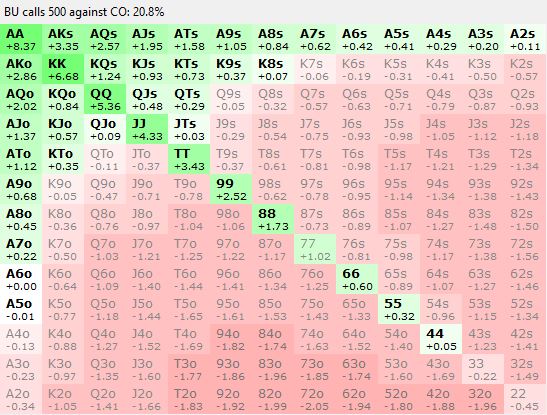 BU calls 500 against CO: 20.8%
AA AKs AQs AJs ATs A9s A8s A7s A6s A5s A4s A3s A2s
+8.37 +3.35 +2.57 +1.95 +1.58 +1.05 +0.84 +0.62 +0.42 +0.41 +0.29 +0.20 +0.11
AKo KK KQs KJs KTs K9s K8s K7s K6s K5s K4s K3s K2s
+2.86 +6.68 +1.24 +0.93 +0.73 +0.37 +0.07 -0.06 -0.19 -0.31 -0.41 -0.50 -0.57
AQo KQo QQ QJs QTs Q9s Q8s Q7s Q6s Q5s Q4s Q3s Q2s
+2.02 +0.84 +5.36 +0.48 +0.29 -0.05 -0.32 -0.57 -0.63 -0.71 -0.79 -0.87 -0.93
AJo KJo QJo JJ JTs J9s J8s J7s J6s J5s J4s J3s J2s
+1.37 +0.57 +0.09 +4.33 +0.03 -0.29 -0.54 -0.75 -0.93 -0.98 -1.05 -1.12 -1.18
ATo KTo QTo JTo TT T9s T8s T7s T6s T5s T4s T3s T2s
+1.12 +0.35 -0.11 -0.37 +3.43 -0.37 -0.61 -0.81 -0.98 -1.17 -1.21 -1.29 -1.34
A9o K9o Q9o J9o T9o 99 98s 97s 96s 95s 94s 93s 92s
+0.68 -0.05 -0.47 -0.71 -0.78 +2.52 -0.62 -0.78 -0.95 -1.14 -1.34 -1.38 -1.43
A8o K8o Q8o J8o T8o 98o 88 87s 86s 85s 84s 83s 82s
+0.45 -0.36 -0.76 -0.97 -1.04 -1.06 +1.73 -0.73 -0.89 -1.07 -1.27 -1.48 -1.50
A7o K7o Q7o J7o T7o 97o 87o 77 76s 75s 74s 73s 72s
+0.22 -0.50 -1.03 -1.21 -1.25 -1.22 -1.17 +1.02 -0.81 -0.98 -1.17 -1.38 -1.56
A6o K6o Q6o J6o T6o 96o 86o 76o 66 65s 64s 63s 62s
+0.00 -0.64 -1.09 -1.40 -1.44 -1.41 -1.34 -1.25 +0.60 -0.89 -1.07 -1.27 -1.46
A5o K5o Q5o J5o T5o 95o 85o 75o 65o 55 54s 53s 52s
-0.01 -0.77 -1.18 -1.44 -1.65 -1.61 -1.53 -1.43 -1.33 +0.32 -0.96 -1.15 -1.34
A4o K4o Q4o J4o T4o 94o 84o 74o 64o 54o 44 43s 42s
-0.13 -0.88 -1.27 -1.52 -1.69 -1.82 -1.74 -1.63 -1.52 -1.40 +0.05 -1.23 -1.41
A3o K3o Q3o J3o T3o 93o 83o 73o 63o 53o 43o 33 32s
-0.23 -0.97 -1.35 -1.60 -1.77 -1.86 -1.96 -1.85 -1.74 -1.60 -1.69 -0.22 -1.49
A2o K2o Q2o J2o T2o 92o 82o 72o 62o 52o 42o 32o 22
-0.34 -1.05 -1.41 -1.66 -1.83 -1.92 -1.99 -2.05 -1.94 -1.80 -1.88 -1.96 -0.45